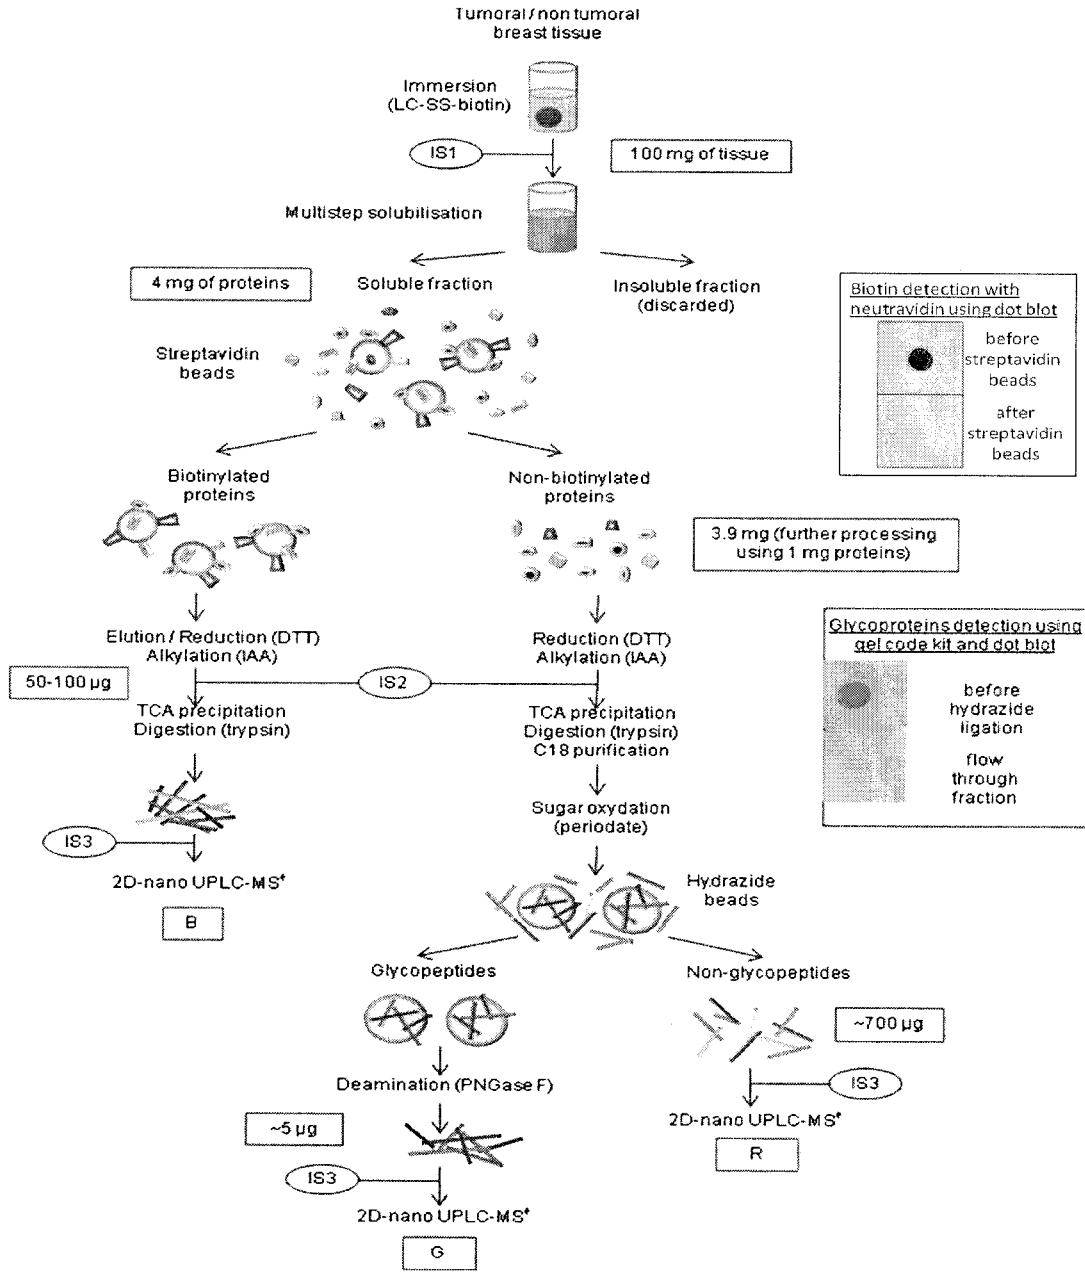 Tumoral / non tumoral
breast tissue
Immersion
(LC-SS-biotin)
IS1
100 mg of tissue
Multistep solubilisation
4 mg of proteins
Soluble fraction
Insoluble fraction
(discarded)
Streptavidin
beads
Biotin detection with
neutravidin using dot blot
before
streptavidin
beads
after
streptavidin
beads
Biotinylated
proteins
Non-biotinylated
proteins
3.9 mg (further processing
using 1 mg proteins)
Elution / Reduction (DTT)
Alkylation (IAA)
Reduction (DTT)
Alkylation (IAA)
50-100 µg
IS2
TCA precipitation
Digestion (trypsin)
TCA precipitation
Digestion (trypsin)
C18 purification
Glycoproteins detection using
gel code kit and dot blot
before
hydrazide
ligation
flow
through
fraction
Sugar oxydation
(periodate)
IS3
2D-nano UPLC-MS⁺
B
Hydrazide
beads
Glycopeptides
Non-glycopeptides
~700 µg
Deamination (PNGase F)
IS3
2D-nano UPLC-MS⁺
R
~5 µg
IS3
2D-nano UPLC-MS⁺
G